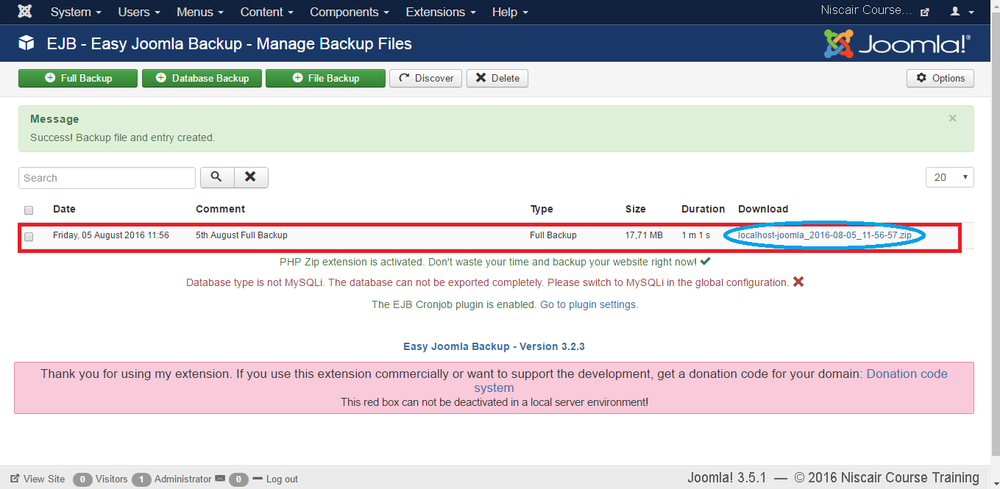 System Users Menus Content Components Extensions Help Niscair Course...
EJB - Easy Joomla Backup - Manage Backup Files Joomla!®
Full Backup Database Backup File Backup Discover Delete Options
Message ×
Success! Backup file and entry created.
Search 20
Date Comment Type Size Duration Download
Friday, 05 August 2016 11:56 5th August Full Backup Full Backup 17,71 MB 1 m 1 s localhost-joomla_2016-08-05_11-56-57.zip
PHP Zip extension is activated. Don't waste your time and backup your website right now!
Database type is not MySQLi. The database can not be exported completely. Please switch to MySQLi in the global configuration.
The EJB Cronjob plugin is enabled. Go to plugin settings.
Easy Joomla Backup - Version 3.2.3
Thank you for using my extension. If you use this extension commercially or want to support the development, get a donation code for your domain: Donation code
system
This red box can not be deactivated in a local server environment!
View Site 0 Visitors 1 Administrator 0 Log out Joomla! 3.5.1 — © 2016 Niscair Course Training